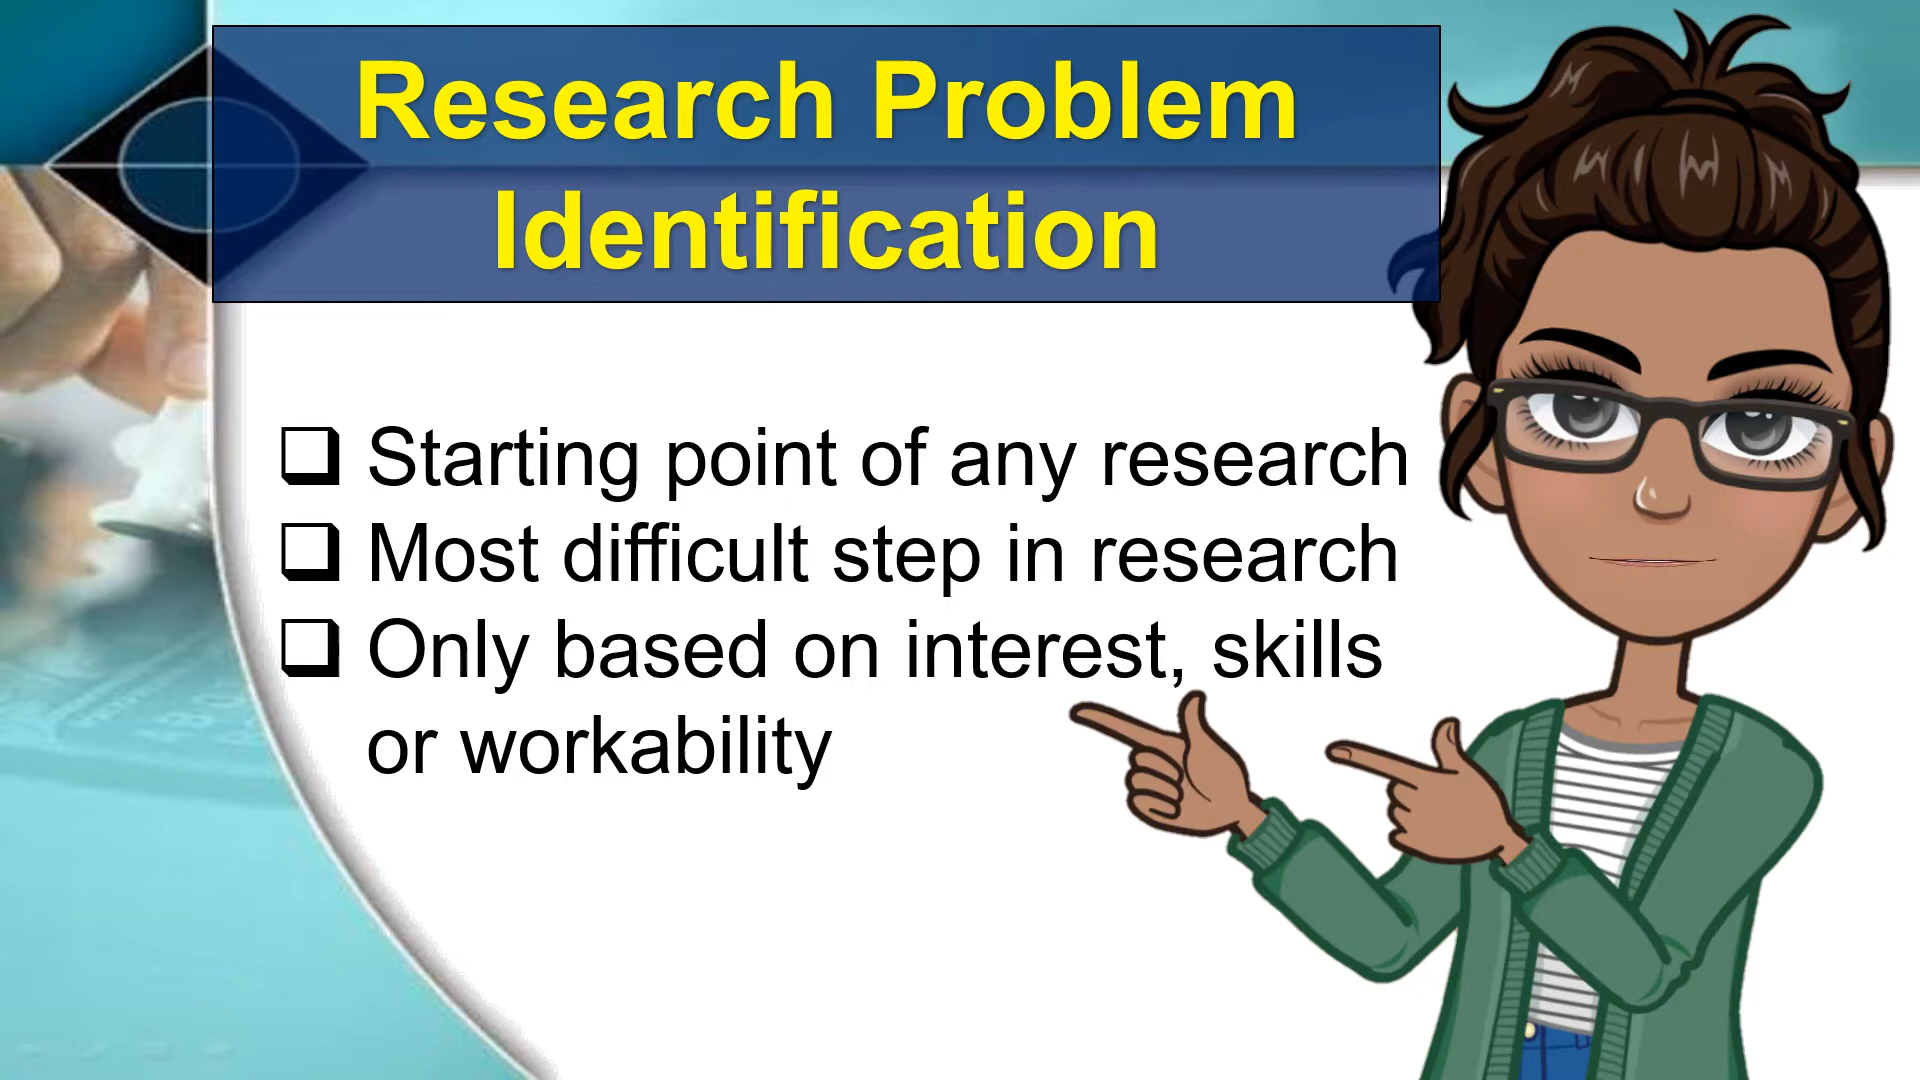 Research Problem
Identification
Starting point of any research
Most difficult step in research
Only based on interest, skills
or workability